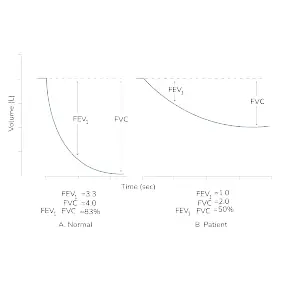 Volume [L]
FEV1
FVC
FEV1
FVC
Time (sec)
FEV1 =3.3
FVC =4.0
FEV1 FVC =83%
A. Normal
FEV1 =1.0
FVC =2.0
FEV1 FVC =50%
B. Patient